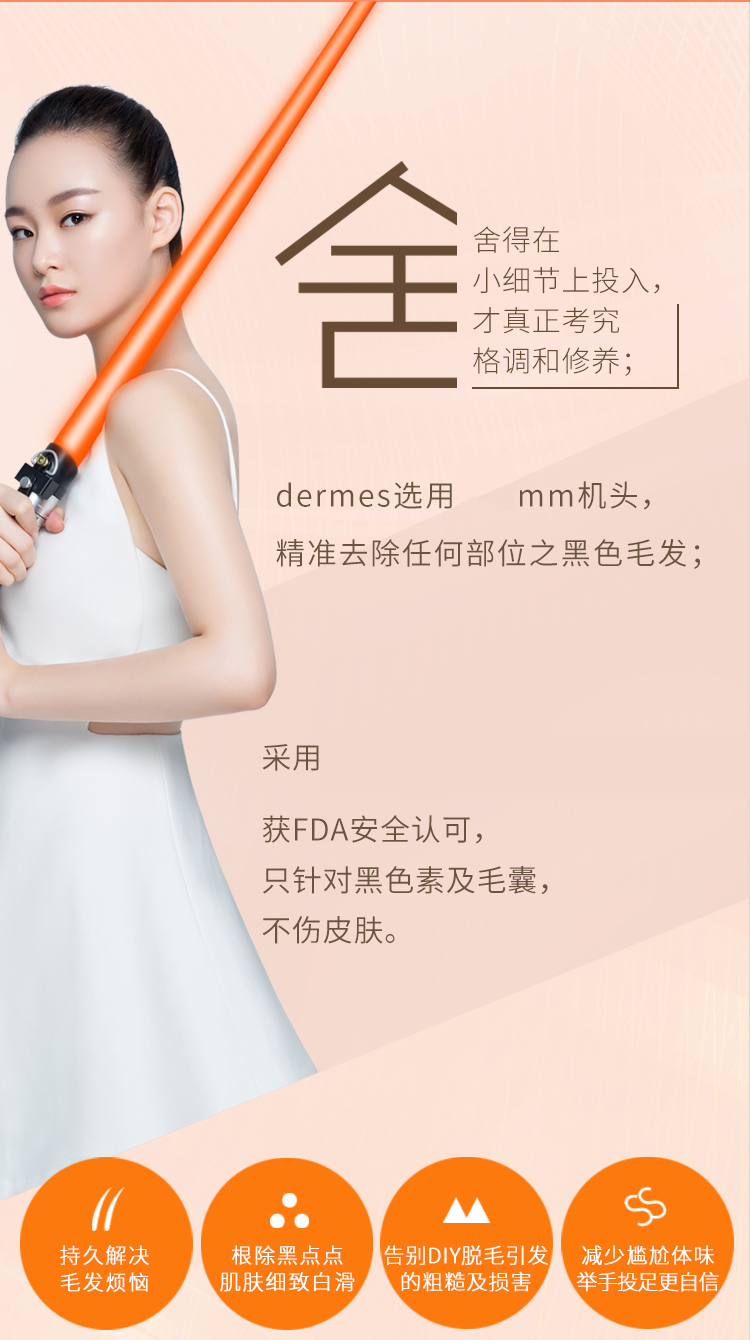 舍
舍得在
小细节上投入，
才真正考究
格调和修养；
dermes选用 mm机头，
精准去除任何部位之黑色毛发；
采用
获FDA安全认可，
只针对黑色素及毛囊，
不伤皮肤。
持久解决
毛发烦恼
根除黑点点
肌肤细致白滑
告别DIY脱毛引发
的粗糙及损害
减少尴尬体味
举手投足更自信